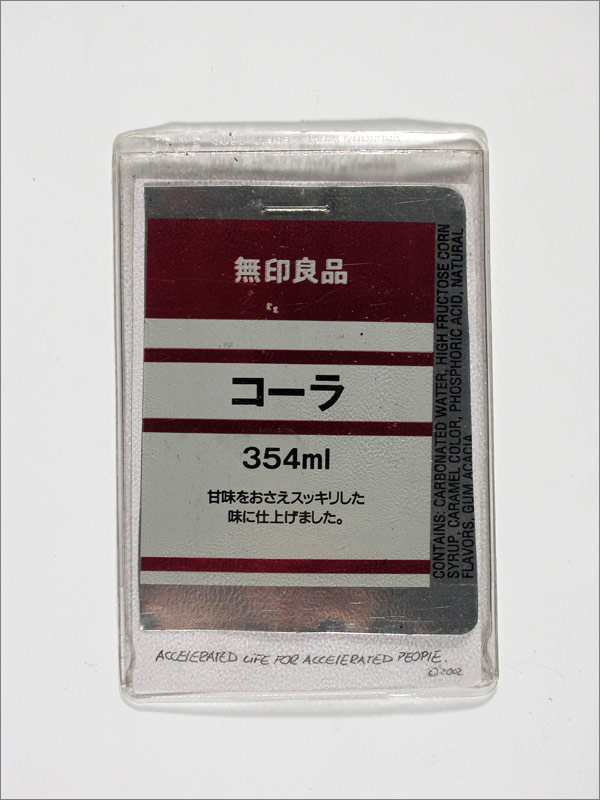 無印良品
コーラ
354ml
甘味をおさえスッキリした
味に仕上げました。
CONTAINS: CARBONATED WATER, HIGH FRUCTOSE CORN
SYRUP, CARAMEL COLOR, PHOSPHORIC ACID, NATURAL
FLAVORS, GUM ACACIA
ACCELERATED LIFE FOR ACCELERATED PEOPLE.
©2002